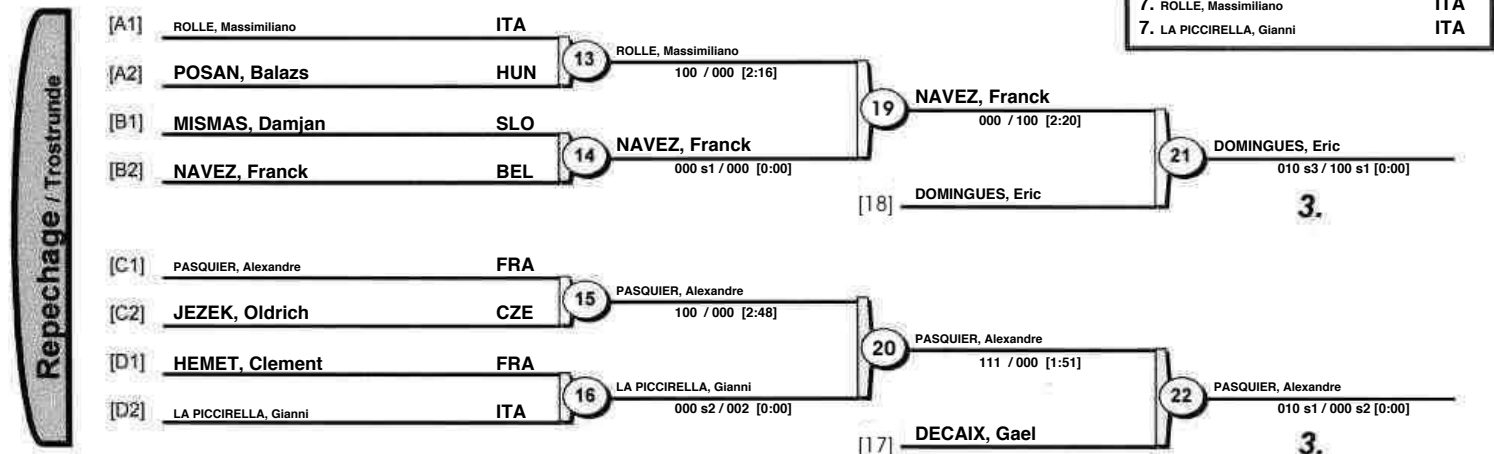 7. ROLLE, Massimiliano ITA
7. LA PICCIRELLA, Gianni ITA
Repechage / Trostrunde
[A1] ROLLE, Massimiliano ITA
[A2] POSAN, Balazs HUN
13
ROLLE, Massimiliano
100 / 000 [2:16]
[B1] MISMAS, Damjan SLO
[B2] NAVEZ, Franck BEL
14
NAVEZ, Franck
000 s1 / 000 [0:00]
19
NAVEZ, Franck
000 / 100 [2:20]
[18] DOMINGUES, Eric
21
DOMINGUES, Eric
010 s3 / 100 s1 [0:00]
3.
[C1] PASQUIER, Alexandre FRA
[C2] JEZEK, Oldrich CZE
15
PASQUIER, Alexandre
100 / 000 [2:48]
[D1] HEMET, Clement FRA
[D2] LA PICCIRELLA, Gianni ITA
16
LA PICCIRELLA, Gianni
000 s2 / 002 [0:00]
20
PASQUIER, Alexandre
111 / 000 [1:51]
[17] DECAIX, Gael
22
PASQUIER, Alexandre
010 s1 / 000 s2 [0:00]
3.